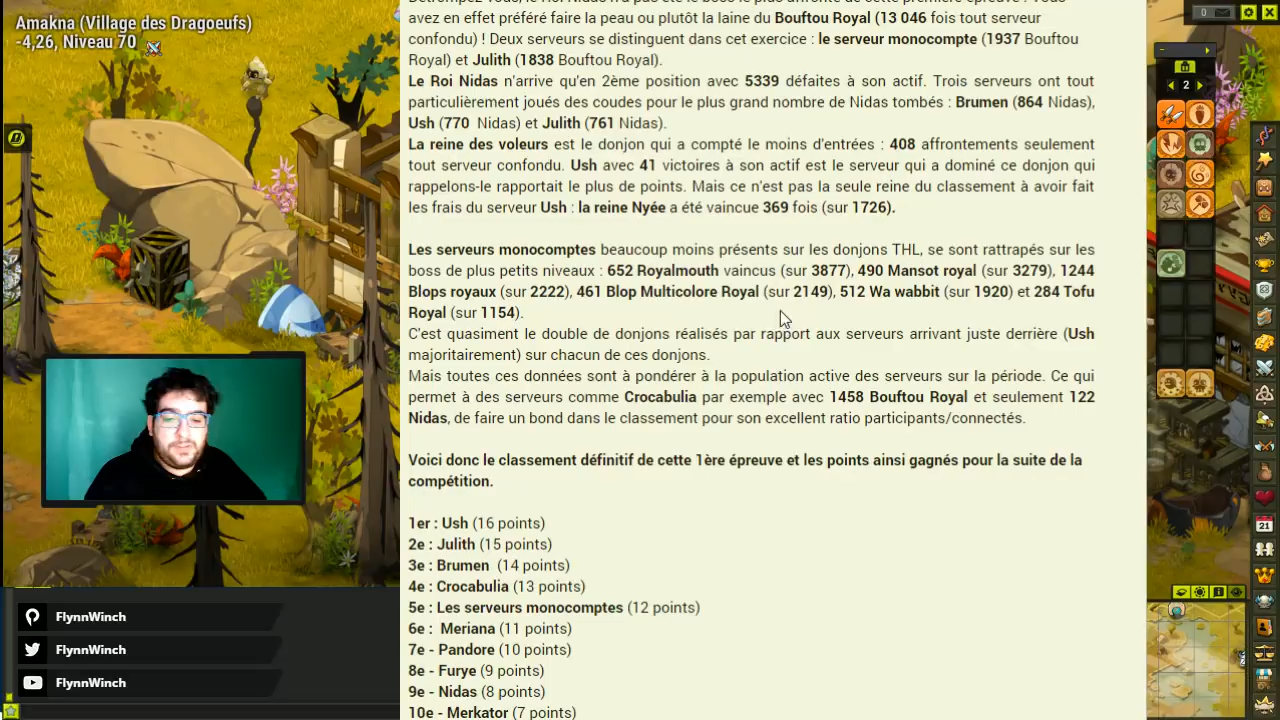 Amakna (Village des Dragoeufs)
-4,26, Niveau 70
avez en effet préféré faire la peau ou plutôt la laine du Bouftou Royal (13 046 fois tout serveur
confondu) ! Deux serveurs se distinguent dans cet exercice : le serveur monocompte (1937 Bouftou
Royal) et Julith (1838 Bouftou Royal).
Le Roi Nidas n'arrive qu'en 2ème position avec 5339 défaites à son actif. Trois serveurs ont tout
particulièrement joués des coudes pour le plus grand nombre de Nidas tombés : Brumen (864 Nidas),
Ush (770 Nidas) et Julith (761 Nidas).
La reine des voleurs est le donjon qui a compté le moins d'entrées : 408 affrontements seulement
tout serveur confondu. Ush avec 41 victoires à son actif est le serveur qui a dominé ce donjon qui
rappelons-le rapportait le plus de points. Mais ce n'est pas la seule reine du classement à avoir fait
les frais du serveur Ush : la reine Nyée a été vaincue 369 fois (sur 1726).
Les serveurs monocomptes beaucoup moins présents sur les donjons THL, se sont rattrapés sur les
boss de plus petits niveaux : 652 Royalmouth vaincus (sur 3877), 490 Mansot royal (sur 3279), 1244
Blops royaux (sur 2222), 461 Blop Multicolore Royal (sur 2149), 512 Wa wabbit (sur 1920) et 284 Tofu
Royal (sur 1154).
C'est quasiment le double de donjons réalisés par rapport aux serveurs arrivant juste derrière (Ush
majoritairement) sur chacun de ces donjons.
Mais toutes ces données sont à pondérer à la population active des serveurs sur la période. Ce qui
permet à des serveurs comme Crocabulia par exemple avec 1458 Bouftou Royal et seulement 122
Nidas, de faire un bond dans le classement pour son excellent ratio participants/connectés.
Voici donc le classement définitif de cette 1ère épreuve et les points ainsi gagnés pour la suite de la
compétition.
1er : Ush (16 points)
2e : Julith (15 points)
3e : Brumen (14 points)
4e : Crocabulia (13 points)
5e : Les serveurs monocomptes (12 points)
6e : Meriana (11 points)
7e - Pandore (10 points)
8e - Furye (9 points)
9e - Nidas (8 points)
10e - Merkator (7 points)
FlynnWinch
FlynnWinch
FlynnWinch
0
2
21